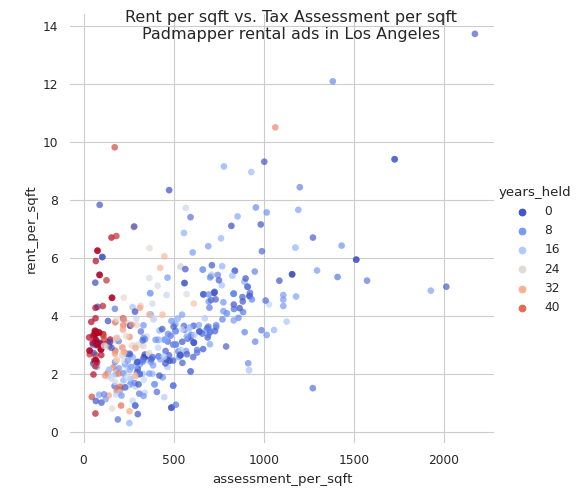 Rent per sqft vs. Tax Assessment per sqft
Padmapper rental ads in Los Angeles
14
12
10
8
6
4
2
0
rent_per_sqft
0 500 1000 1500 2000
assessment_per_sqft
years_held
0
8
16
24
32
40